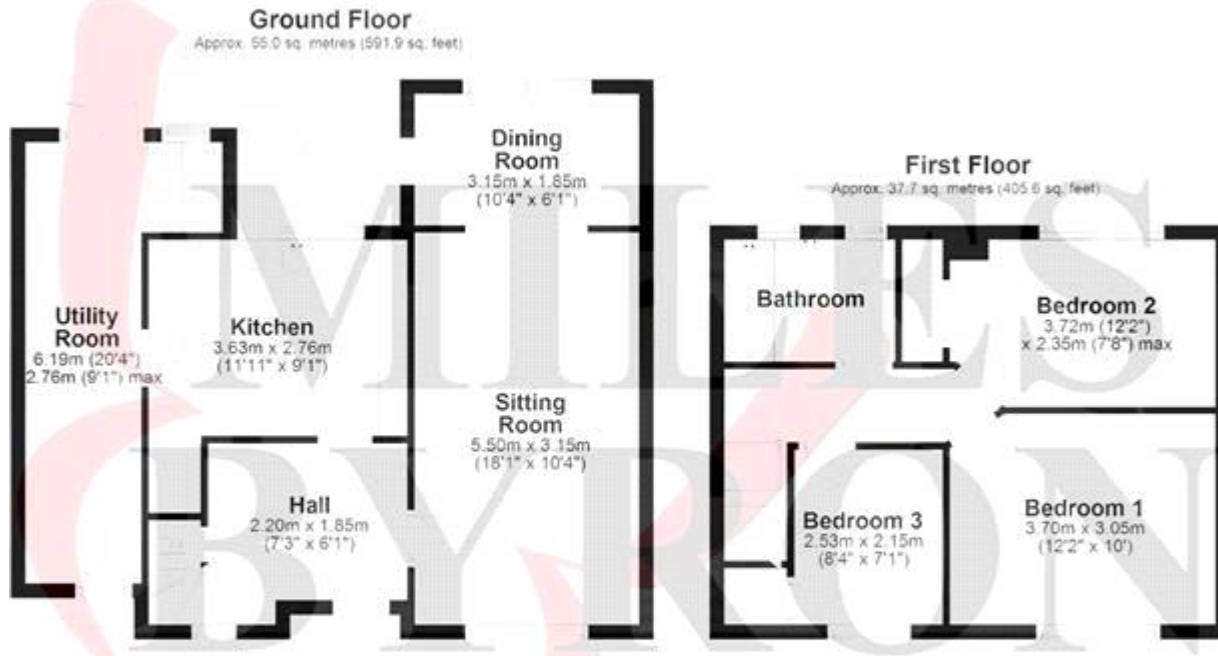 Ground Floor
Approx. 55.0 sq. metres (591.9 sq. feet)
Dining
Room
3.15m x 1.85m
(10'4" x 6'1")
First Floor
Approx. 37.7 sq. metres (405.6 sq. feet)
Utility
Room
6.19m (20'4")
2.76m (9'1") max
Kitchen
3.63m x 2.76m
(11'11" x 9'1")
Sitting
Room
5.50m x 3.15m
(18'1" x 10'4")
Hall
2.20m x 1.85m
(7'3" x 6'1")
Bathroom
Bedroom 2
3.72m (12'2")
x 2.35m (7'8") max
Bedroom 3
2.53m x 2.15m
(8'4" x 7'1")
Bedroom 1
3.70m x 3.05m
(12'2" x 10')
MILES
BYRON